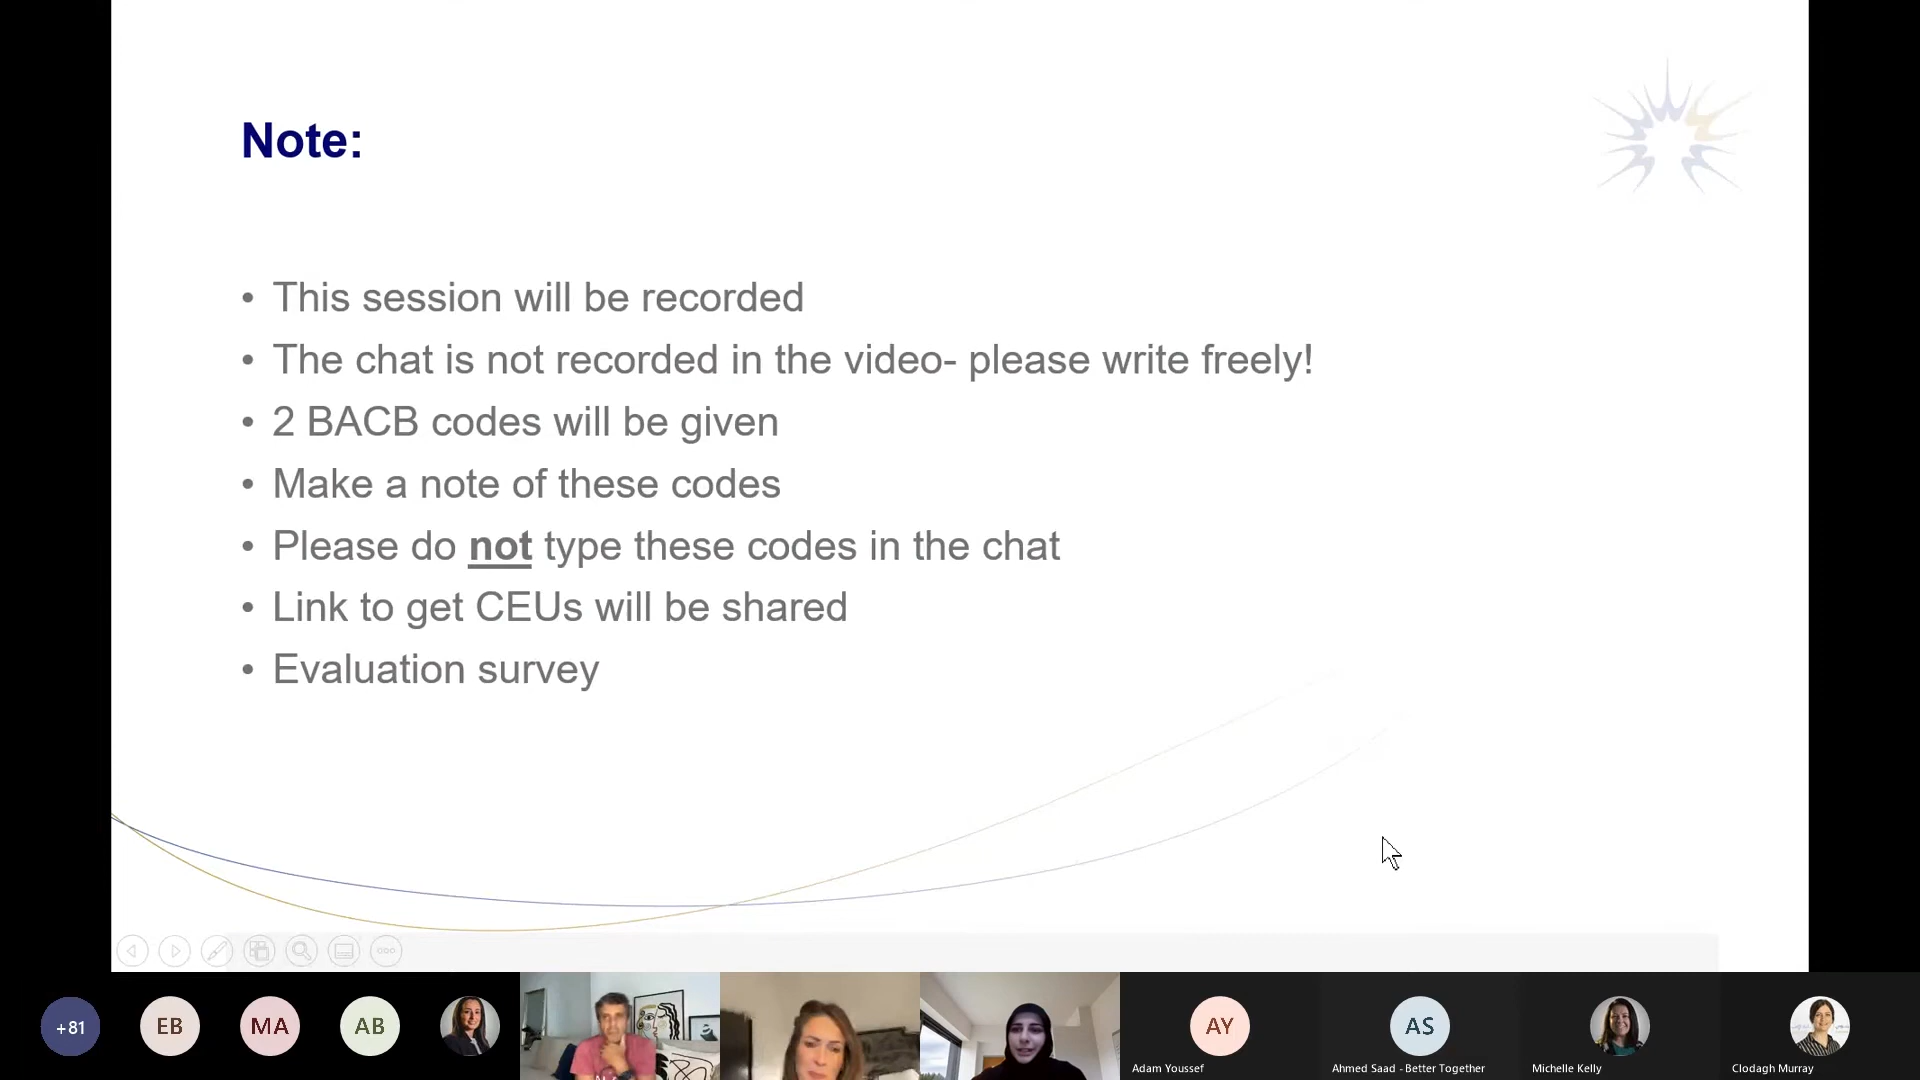 Note:
• This session will be recorded
• The chat is not recorded in the video- please write freely!
• 2 BACB codes will be given
• Make a note of these codes
• Please do not type these codes in the chat
• Link to get CEUs will be shared
• Evaluation survey
+81
EB
MA
AB
AY
AS
Adam Youssef
Ahmed Saad - Better Together
Michelle Kelly
Clodagh Murray